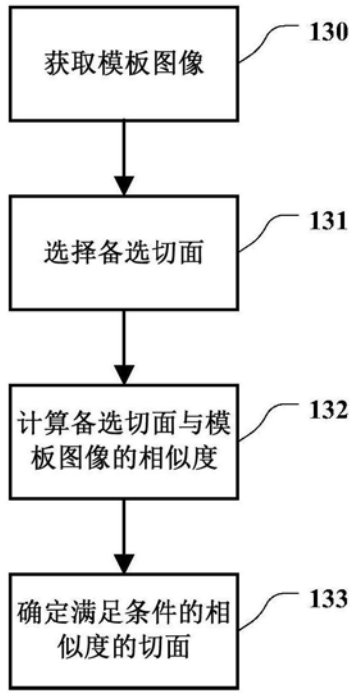 获取模板图像
130
选择备选切面
131
计算备选切面与模
板图像的相似度
132
确定满足条件的相
似度的切面
133